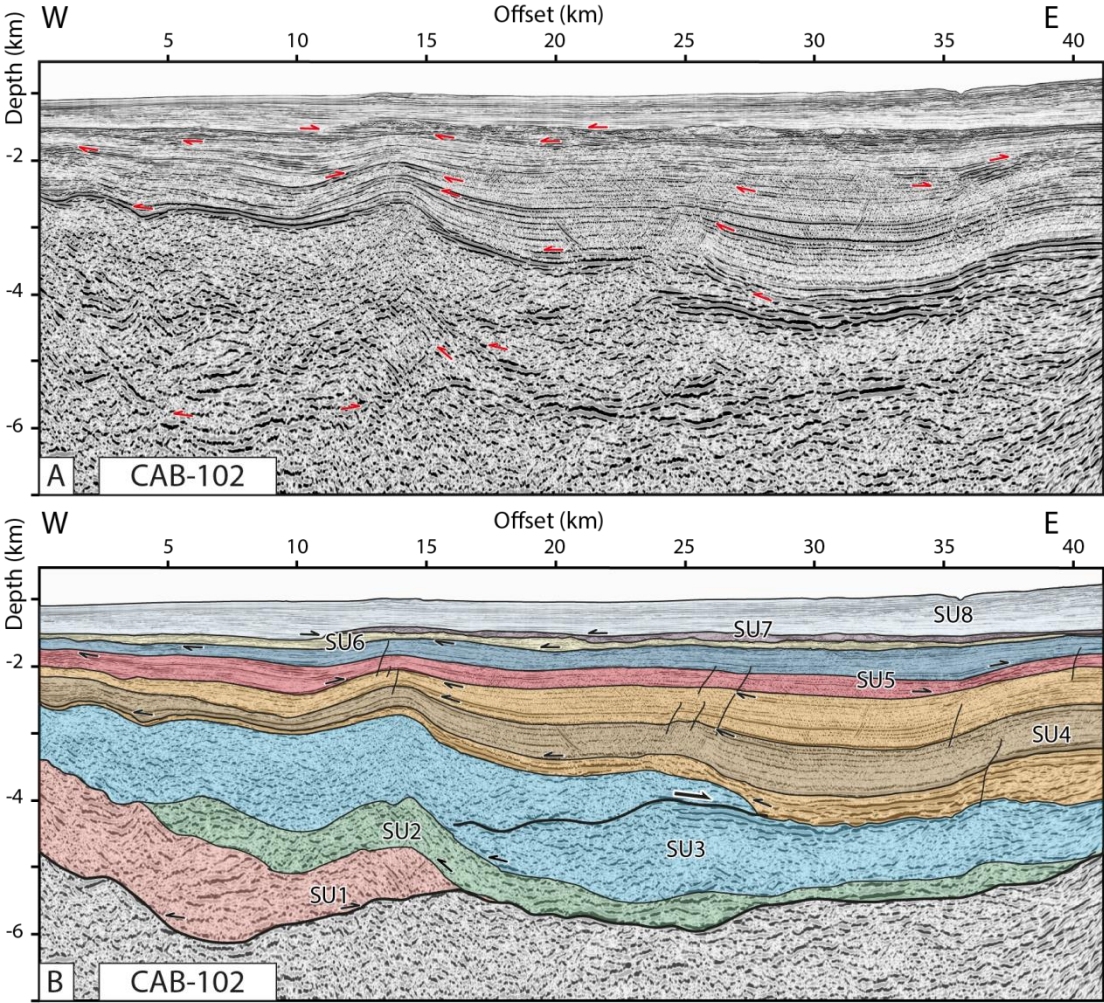 W Offset (km) E
Depth (km)
5 10 15 20 25 30 35 40
-2
-4
-6
A CAB-102
W Offset (km) E
Depth (km)
5 10 15 20 25 30 35 40
SU8
SU7
SU6
-2
SU5
SU4
-4
SU2
SU3
SU1
-6
B CAB-102